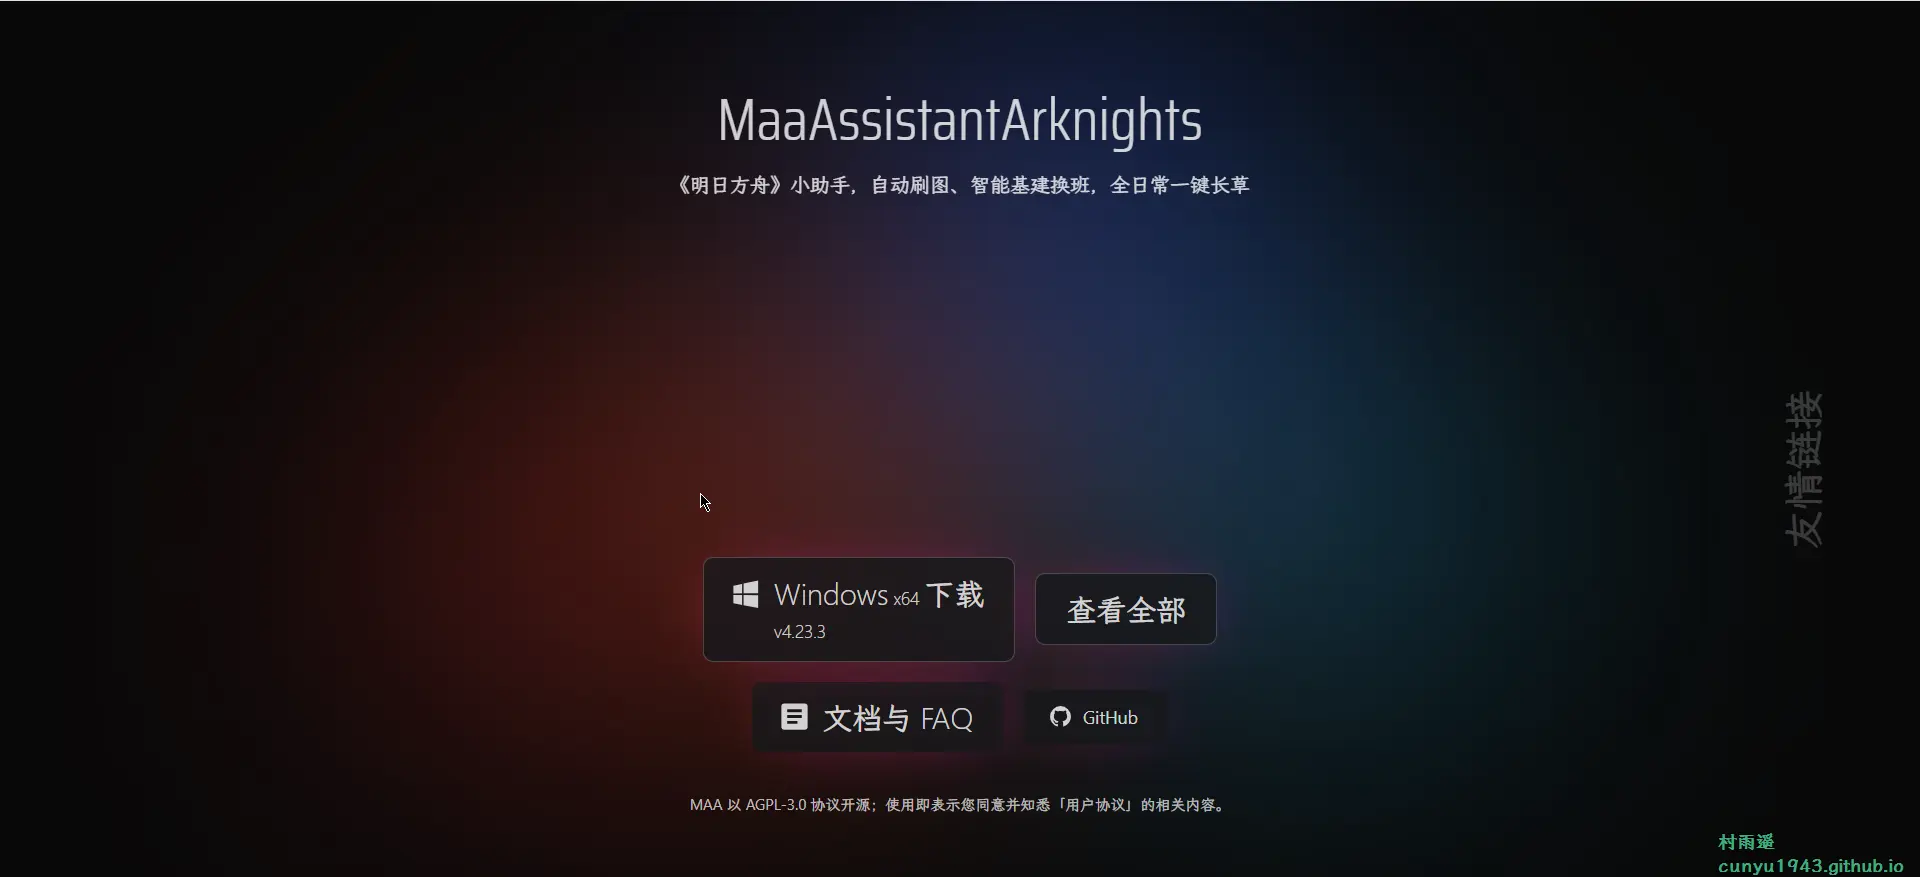 MaaAssistantArknights
《明日方舟》小助手，自动刷图、智能基建换班，全日常一键长草
友情链接
Windows x64 下载
v4.23.3
查看全部
文档与 FAQ
GitHub
MAA 以 AGPL-3.0 协议开源；使用即表示您同意并知悉「用户协议」的相关内容。
村雨遥
cunyu1943.github.io